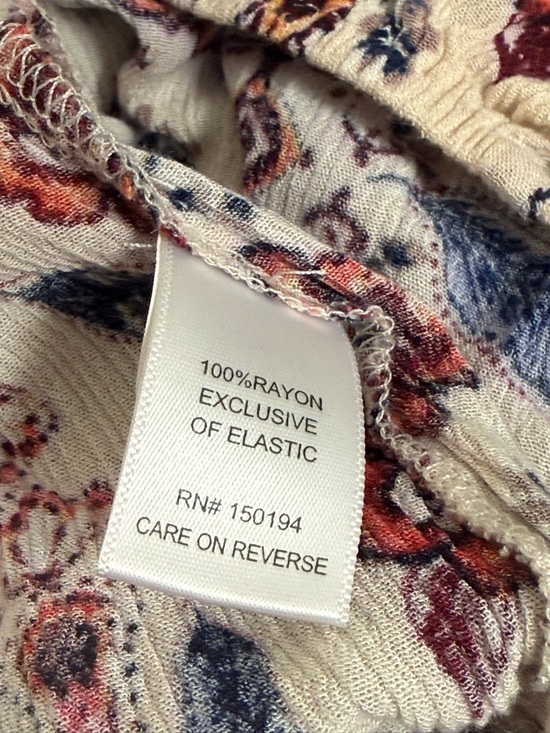 100%RAYON
EXCLUSIVE
OF ELASTIC
RN# 150194
CARE ON REVERSE